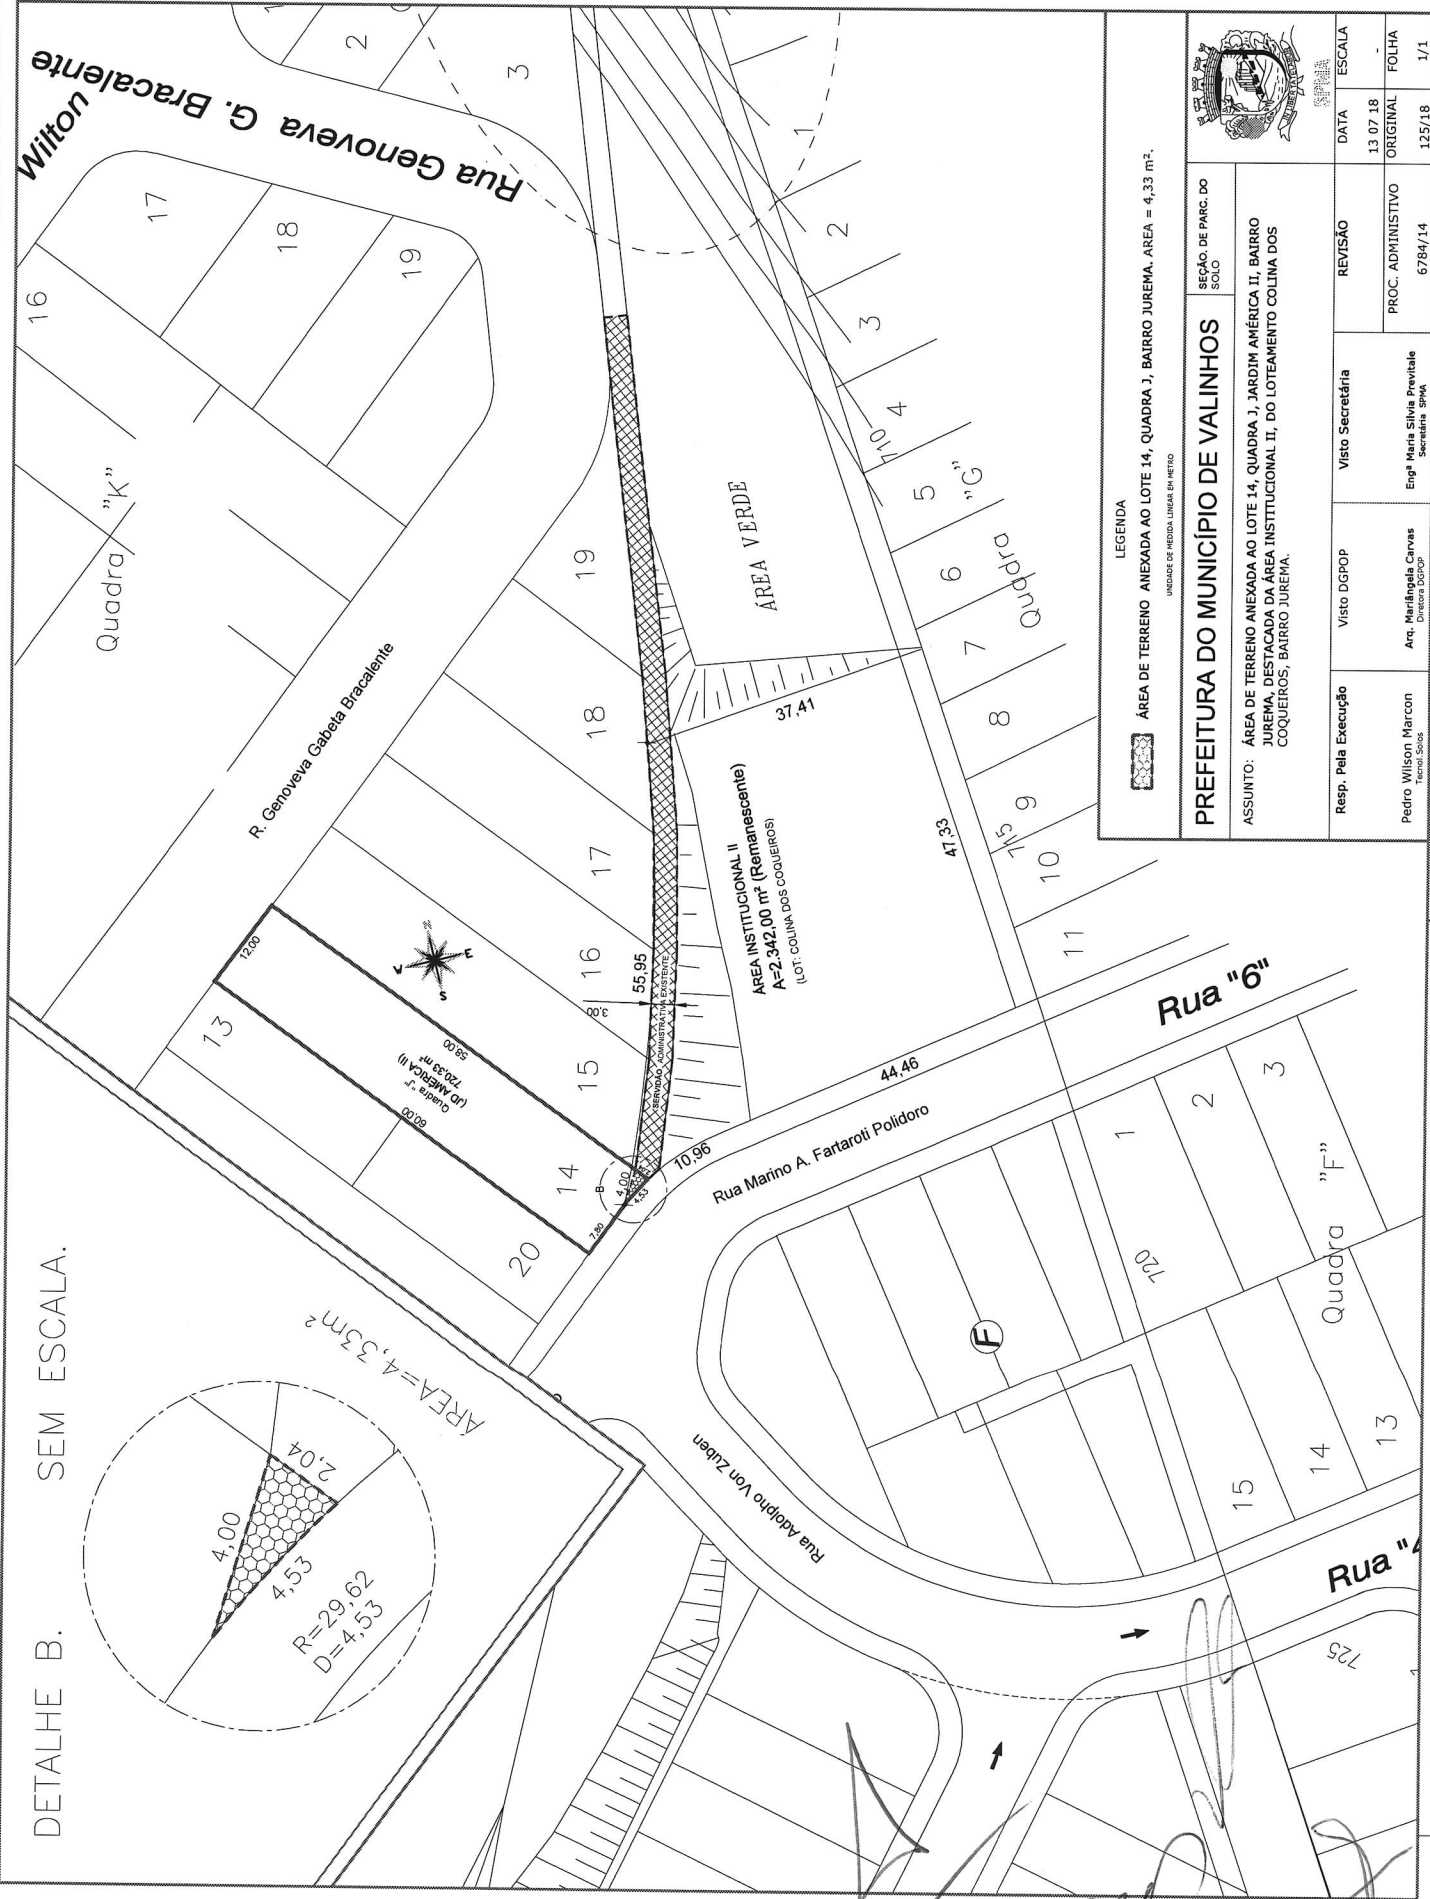 DETALHE B. SEM ESCALA.
4,00
2,04
4,53
R=29,62
D=4,53
ÁREA=4,33m²
Wilton
Rua Genoveva G. Bracalente
1
2
3
16
17
18
19
Quadra "K"
R. Genoveva Gabeta Bracalente
12,00
13
Quadra "J"
(JD AMÉRICA II)
720,33 m²
58,00
60,00
W
S
E
14
B
4,00
4,53
7,80
20
15
16
17
18
19
3,00
55,95
SERVIDÃO ADMINISTRATIVA EXISTENTE
10,96
ÁREA VERDE
37,41
ÁREA INSTITUCIONAL II
A=2.342,00 m² (Remanescente)
(LOT: COLINA DOS COQUEIROS)
47,33
44,46
Rua Marino A. Fartaroti Polidoro
Rua "6"
1
2
3
4
710
5
"G"
6
Quadra
7
8
9
715
10
11
1
2
3
720
Quadra "F"
F
13
14
15
Rua Adolpho Von Zuben
Rua "4
725
LEGENDA
ÁREA DE TERRENO ANEXADA AO LOTE 14, QUADRA J, BAIRRO JUREMA. AREA = 4,33 m².
UNIDADE DE MEDIDA LINEAR EM METRO
PREFEITURA DO MUNICÍPIO DE VALINHOS
SEÇÃO. DE PARC. DO
SOLO
SPMA
ASSUNTO: ÁREA DE TERRENO ANEXADA AO LOTE 14, QUADRA J, JARDIM AMÉRICA II, BAIRRO
JUREMA, DESTACADA DA ÁREA INSTITUCIONAL II, DO LOTEAMENTO COLINA DOS
COQUEIROS, BAIRRO JUREMA.
Resp. Pela Execução
Pedro Wilson Marcon
Tecnol.Solos
Visto DGPOP
Arq. Mariângela Carvas
Diretora DGPOP
Visto Secretária
Engª Maria Silvia Previtale
Secretária SPMA
REVISÃO
DATA
13 07 18
ESCALA
-
PROC. ADMINISTIVO
6784/14
ORIGINAL
125/18
FOLHA
1/1